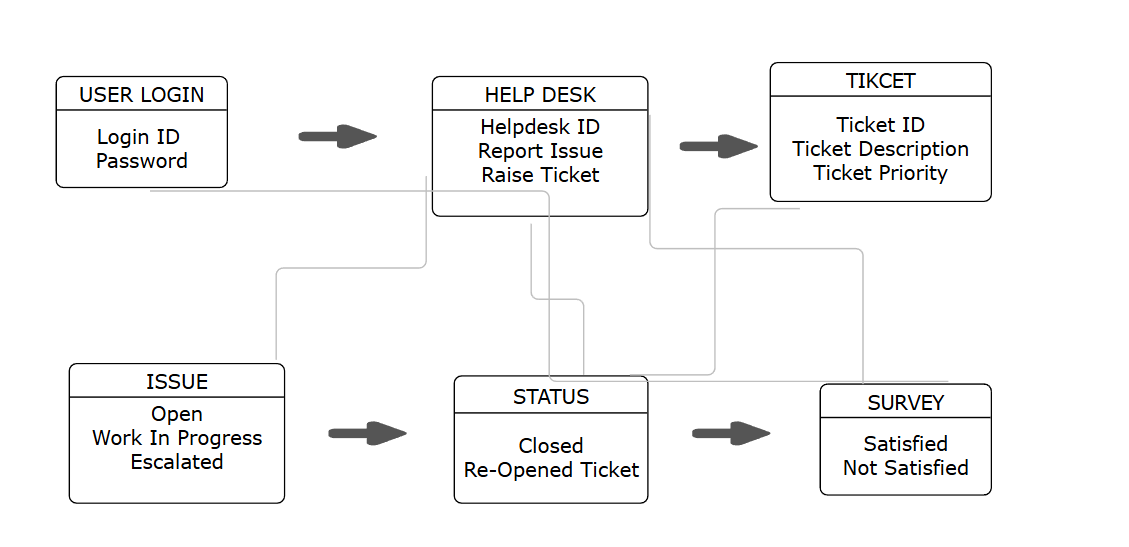 USER LOGIN
Login ID
Password
HELP DESK
Helpdesk ID
Report Issue
Raise Ticket
TIKCET
Ticket ID
Ticket Description
Ticket Priority
ISSUE
Open
Work In Progress
Escalated
STATUS
Closed
Re-Opened Ticket
SURVEY
Satisfied
Not Satisfied